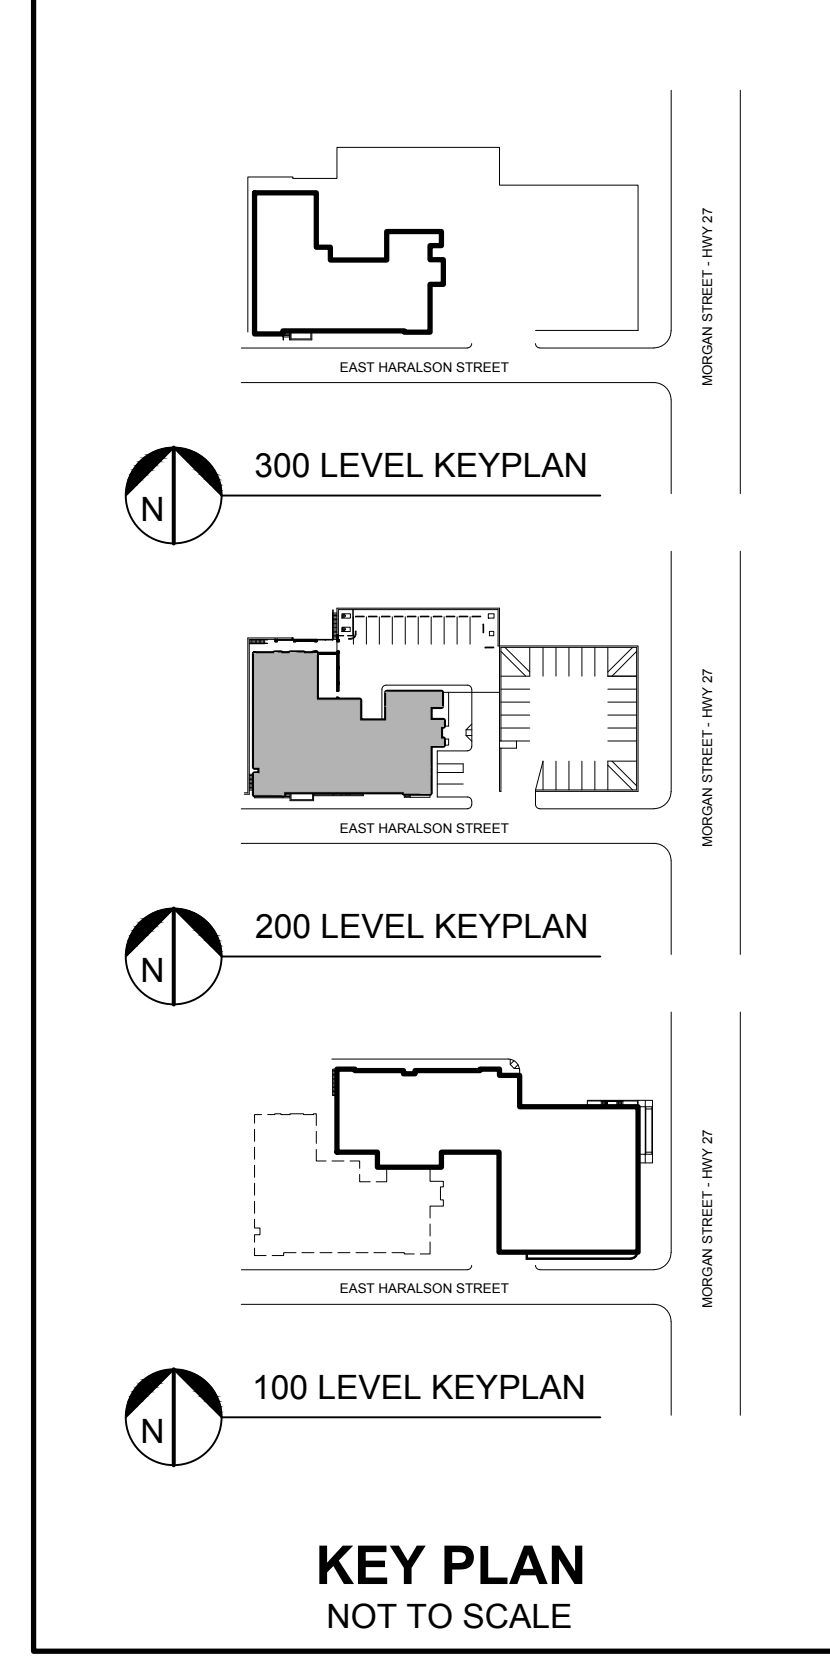 MORGAN STREET - HWY 27
EAST HARALSON STREET
N
300 LEVEL KEYPLAN
MORGAN STREET - HWY 27
EAST HARALSON STREET
N
200 LEVEL KEYPLAN
MORGAN STREET - HWY 27
EAST HARALSON STREET
N
100 LEVEL KEYPLAN
KEY PLAN
NOT TO SCALE